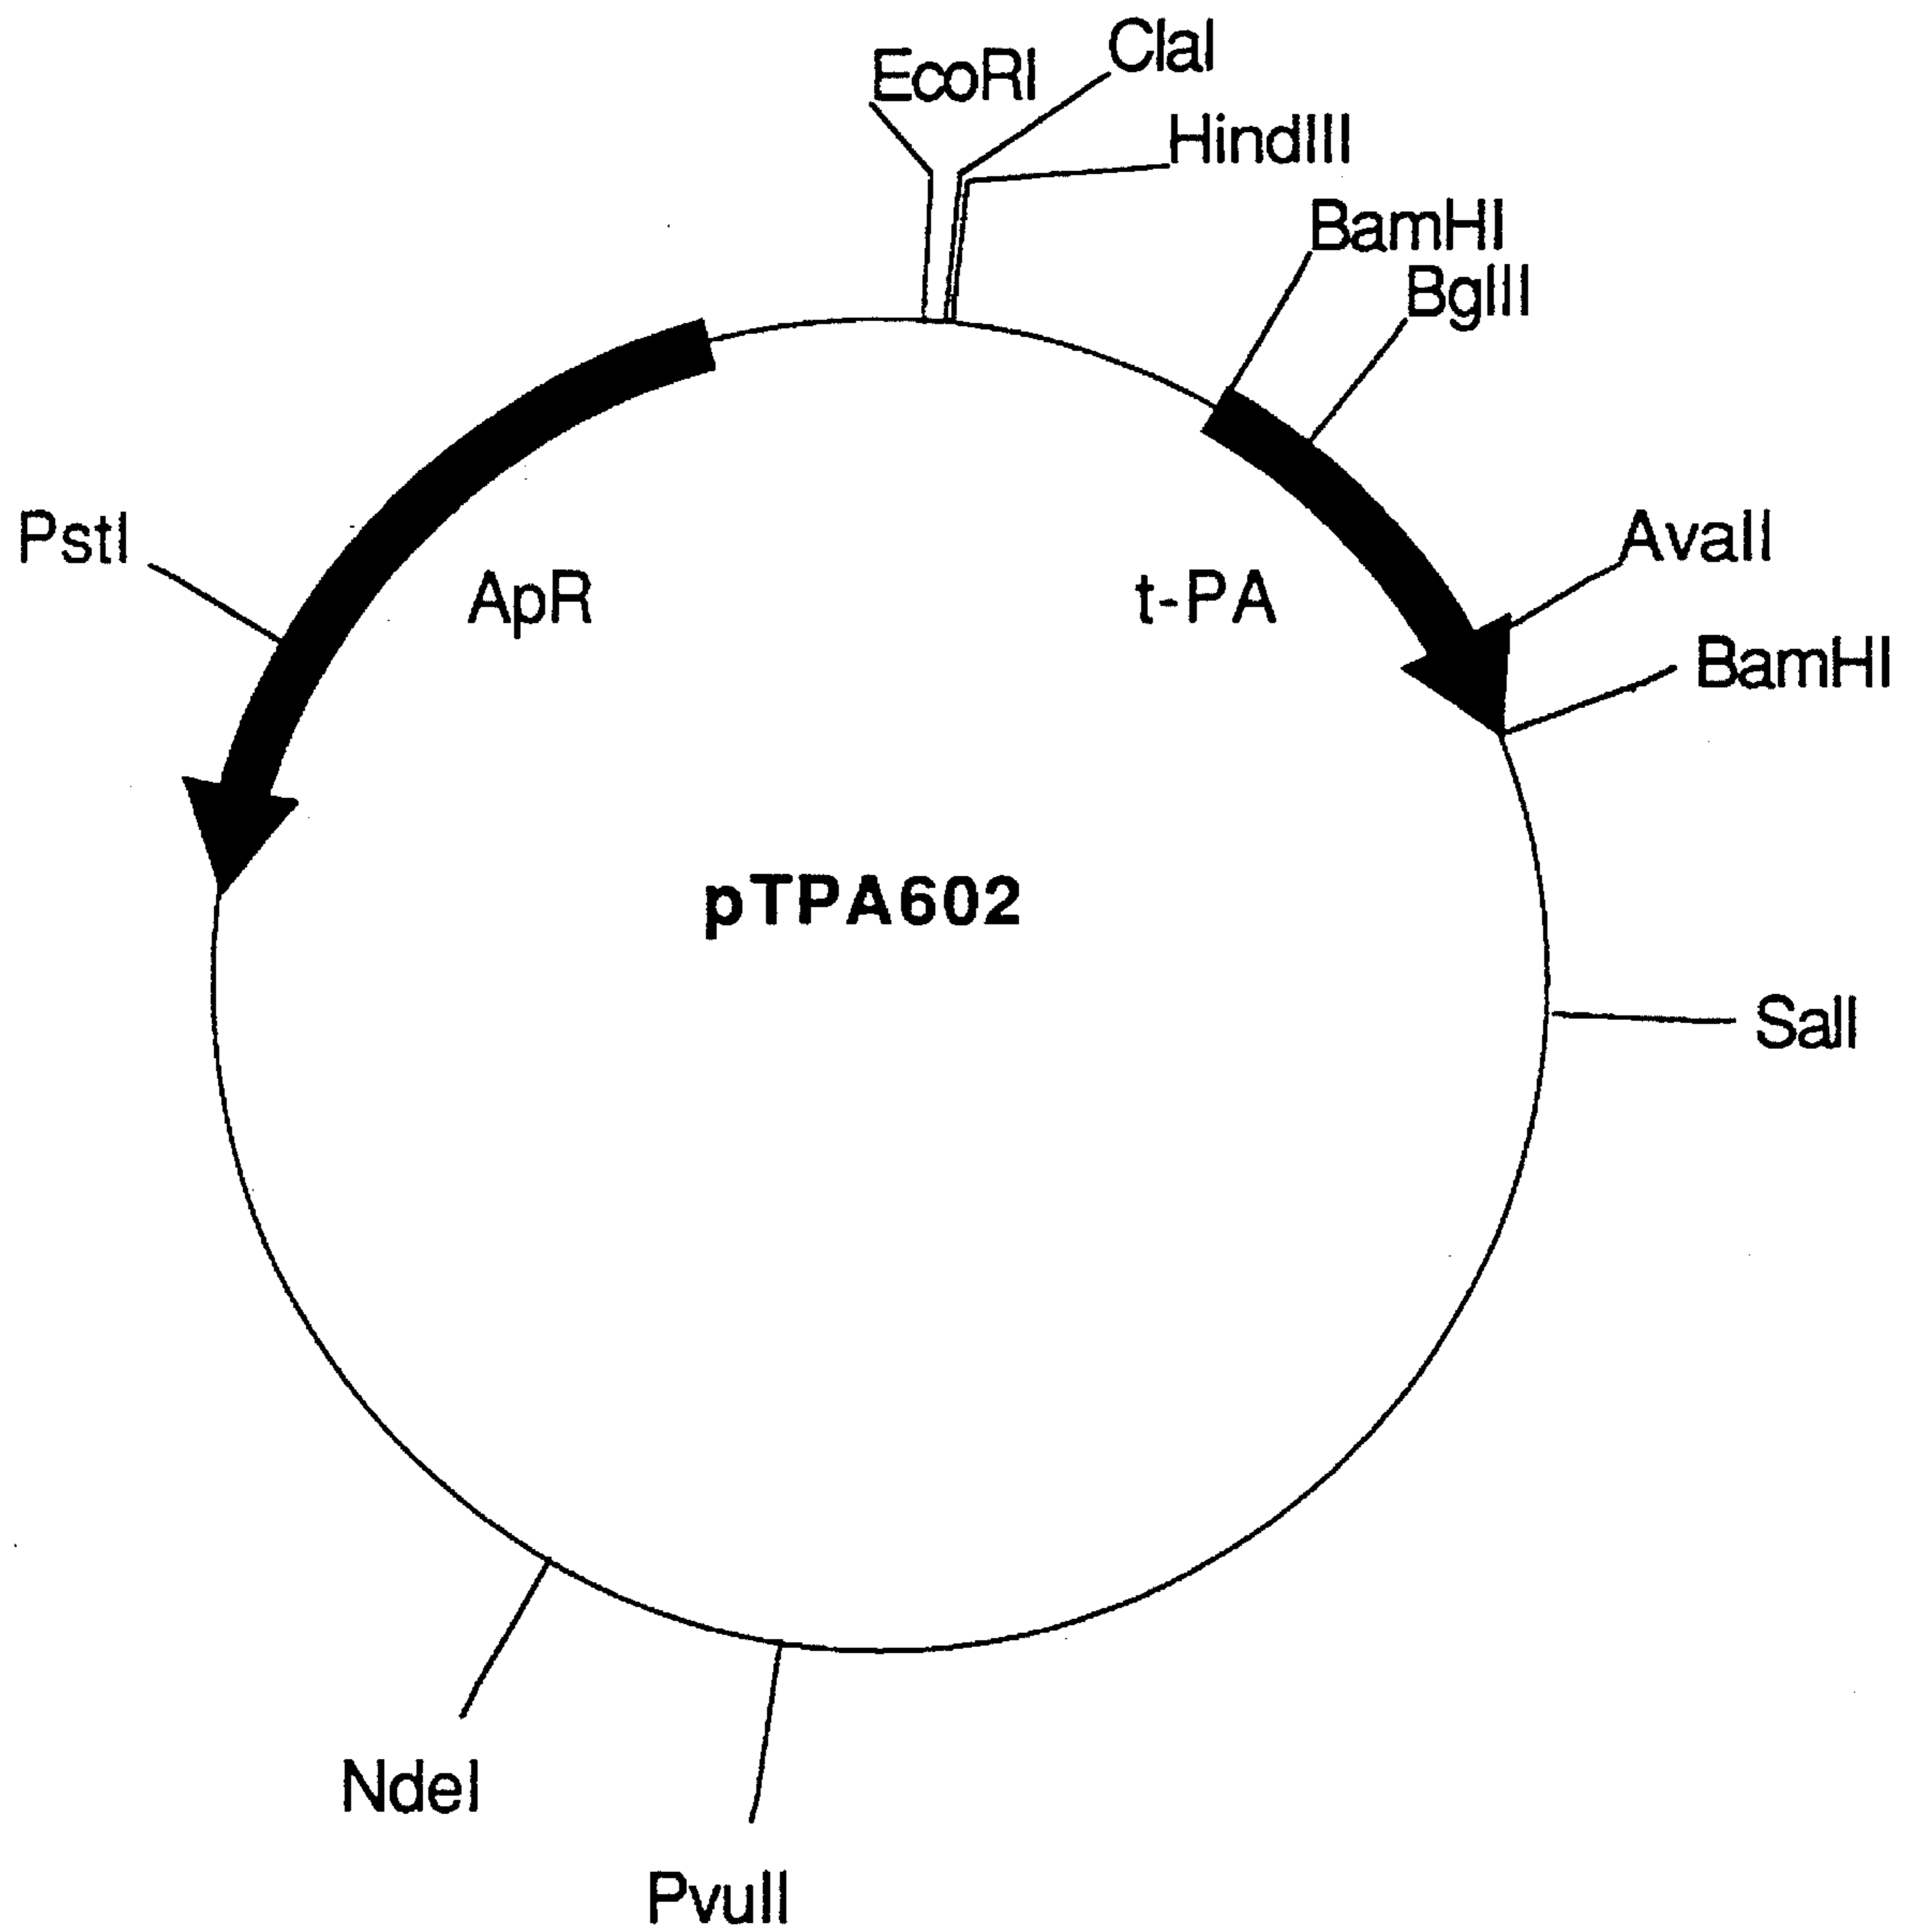 ClaI
EcoRI
HindIII
BamHI
BglII
PstI
AvaII
ApR
t-PA
BamHI
pTPA602
SalI
NdeI
PvuII